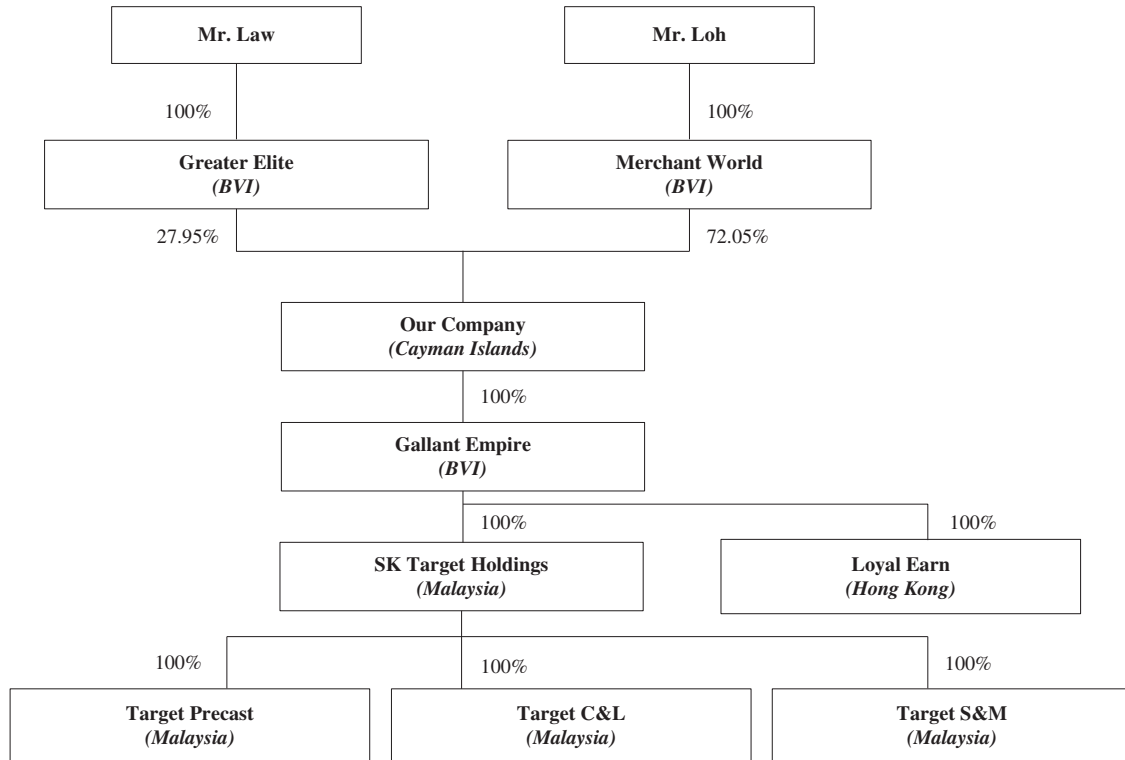 Mr. Law
Mr. Loh
100%
100%
Greater Elite
(BVI)
Merchant World
(BVI)
27.95%
72.05%
Our Company
(Cayman Islands)
100%
Gallant Empire
(BVI)
100%
100%
SK Target Holdings
(Malaysia)
Loyal Earn
(Hong Kong)
100%
100%
100%
Target Precast
(Malaysia)
Target C&L
(Malaysia)
Target S&M
(Malaysia)